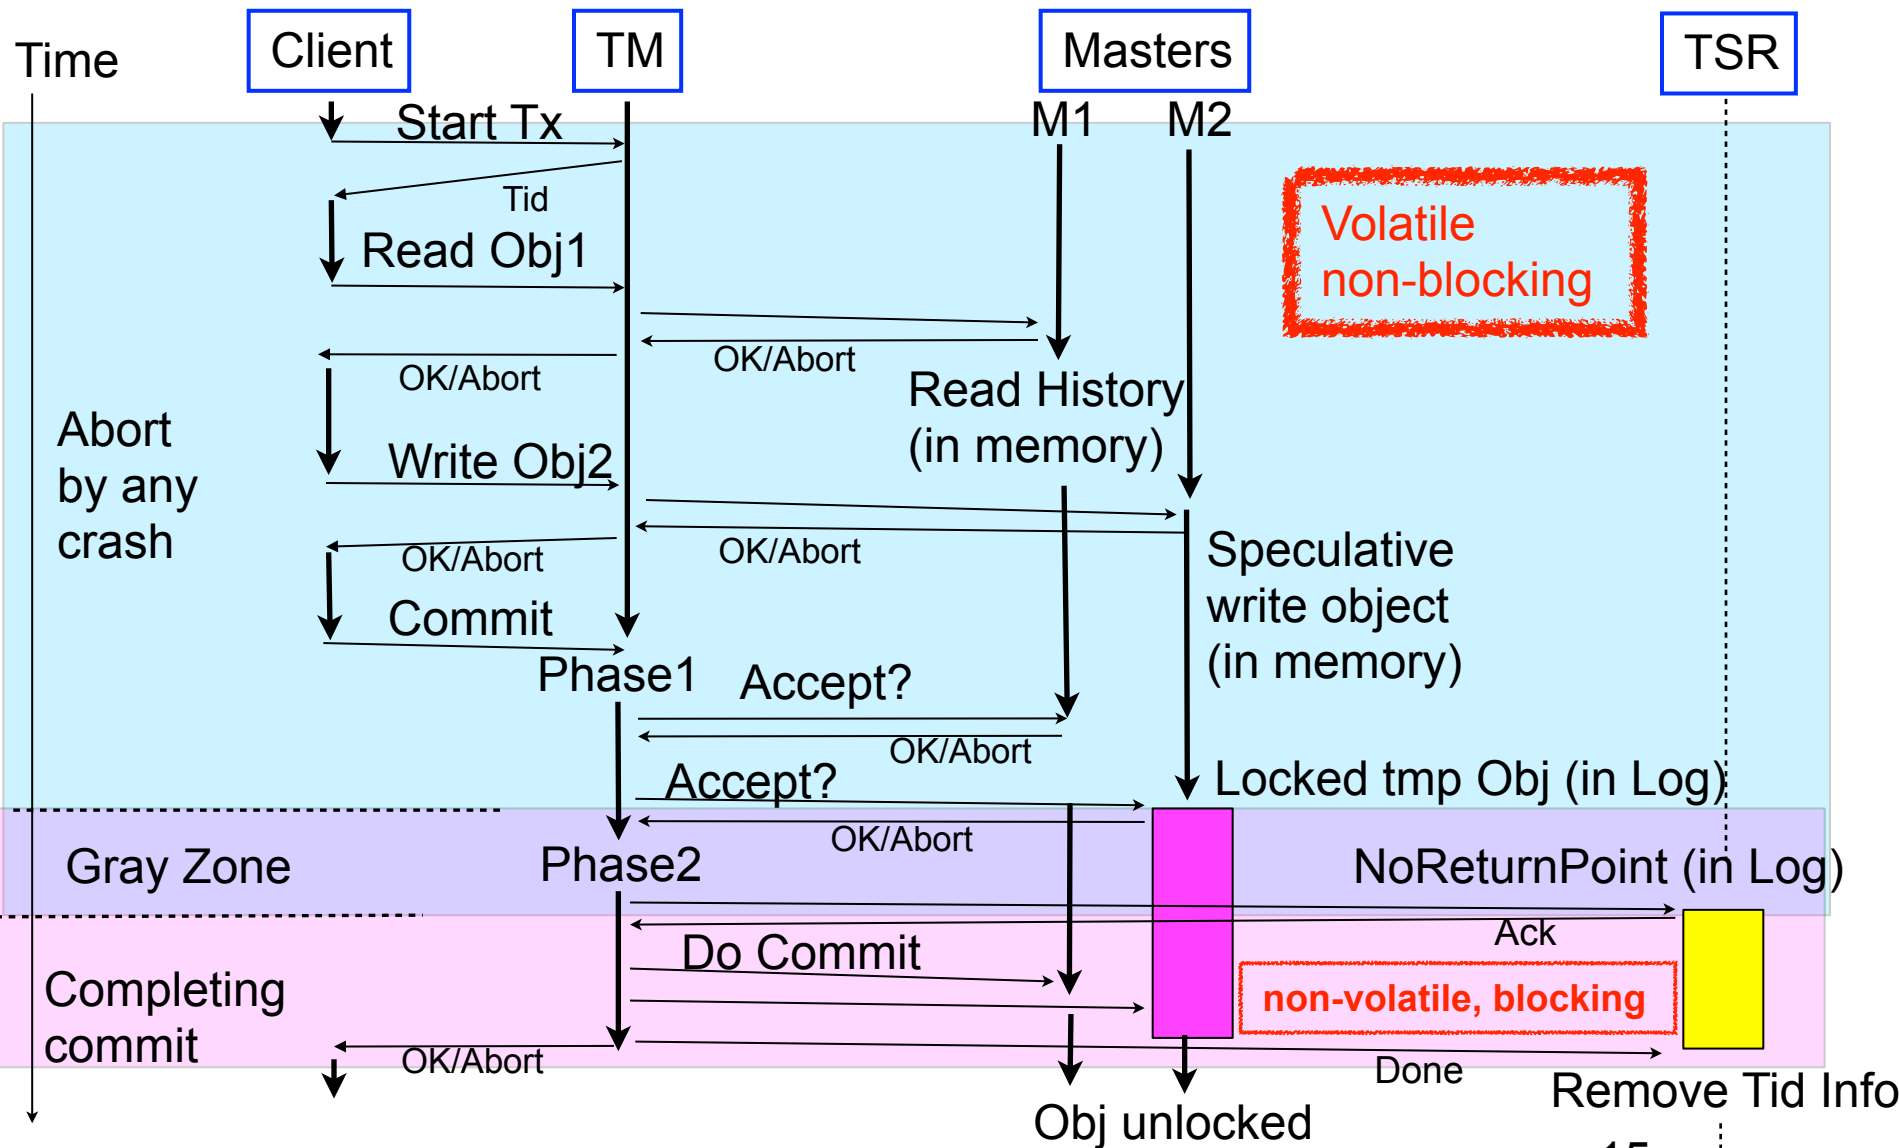 Time
Client
TM
Masters
TSR
M1
M2
Start Tx
Tid
Read Obj1
Volatile
non-blocking
OK/Abort
OK/Abort
Read History
(in memory)
Abort
by any
crash
Write Obj2
OK/Abort
OK/Abort
Speculative
write object
(in memory)
Commit
Phase1
Accept?
OK/Abort
Accept?
Locked tmp Obj (in Log)
OK/Abort
Gray Zone
Phase2
NoReturnPoint (in Log)
Ack
Do Commit
Completing
commit
non-volatile, blocking
OK/Abort
Done
Remove Tid Info
Obj unlocked
15